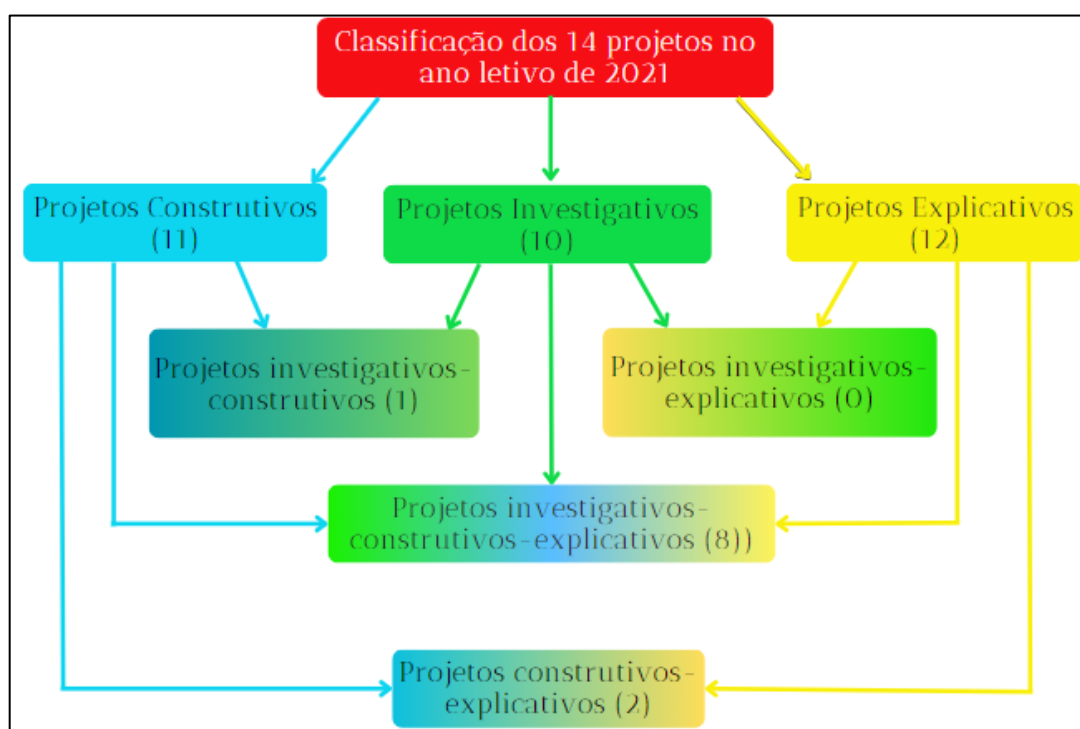 Classificação dos 14 projetos no
ano letivo de 2021
Projetos Construtivos
(11)
Projetos Investigativos
(10)
Projetos Explicativos
(12)
Projetos investigativos-
construtivos (1)
Projetos investigativos-
explicativos (0)
Projetos investigativos-
construtivos-explicativos (8))
Projetos construtivos-
explicativos (2)